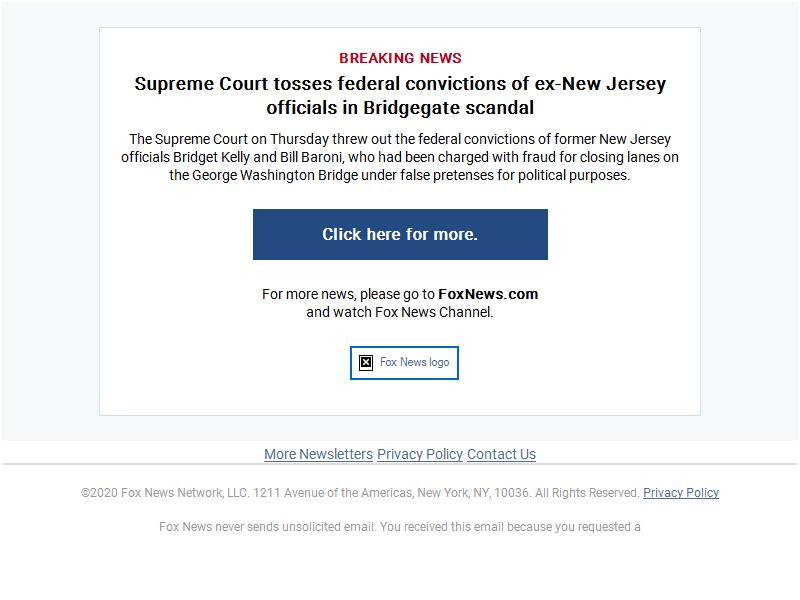 BREAKING NEWS
Supreme Court tosses federal convictions of ex-New Jersey
officials in Bridgegate scandal
The Supreme Court on Thursday threw out the federal convictions of former New Jersey
officials Bridget Kelly and Bill Baroni, who had been charged with fraud for closing lanes on
the George Washington Bridge under false pretenses for political purposes.
Click here for more.
For more news, please go to FoxNews.com
and watch Fox News Channel.
Fox News logo
More Newsletters Privacy Policy Contact Us
©2020 Fox News Network, LLC. 1211 Avenue of the Americas, New York, NY, 10036. All Rights Reserved. Privacy Policy
Fox News never sends unsolicited email. You received this email because you requested a